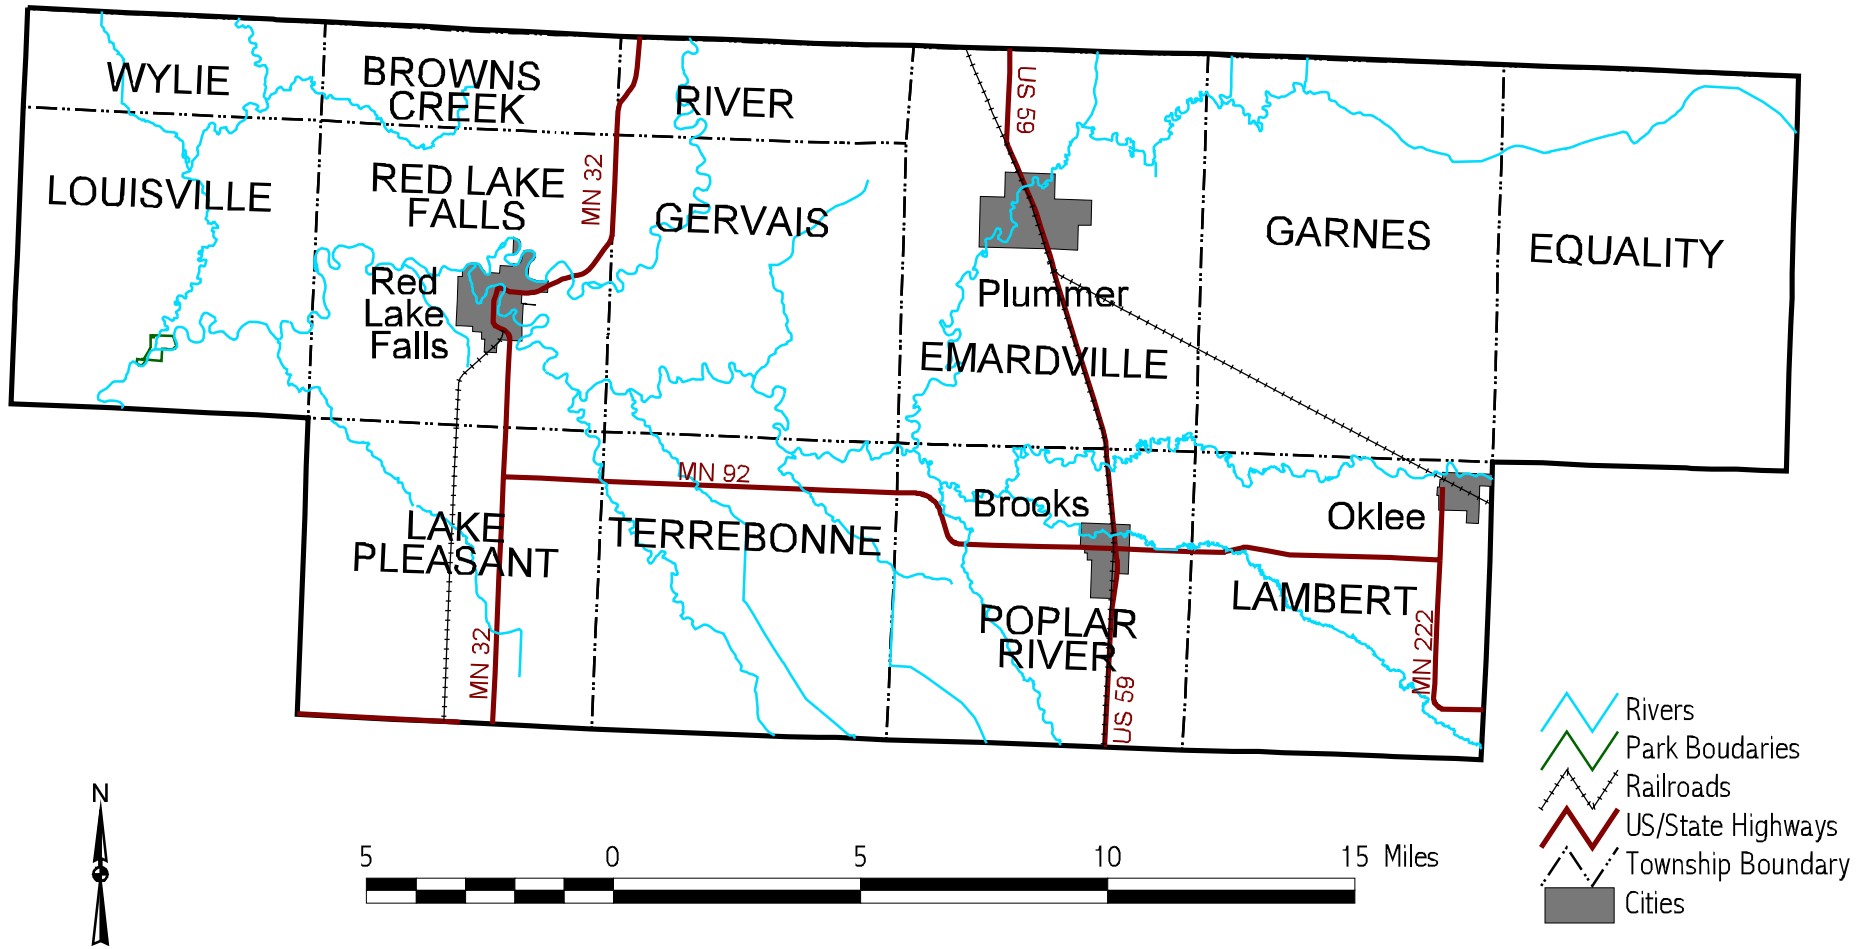 WYLIE
BROWNS
CREEK
RIVER
US 59
LOUISVILLE
RED LAKE
FALLS
MN 32
GERVAIS
GARNES
EQUALITY
Red
Lake
Falls
Plummer
EMARDVILLE
MN 92
Brooks
Oklee
LAKE
PLEASANT
TERREBONNE
LAMBERT
POPLAR
RIVER
MN 32
US 59
MN 222
Rivers
Park Boudaries
Railroads
US/State Highways
Township Boundary
Cities
N
5 0 5 10 15 Miles